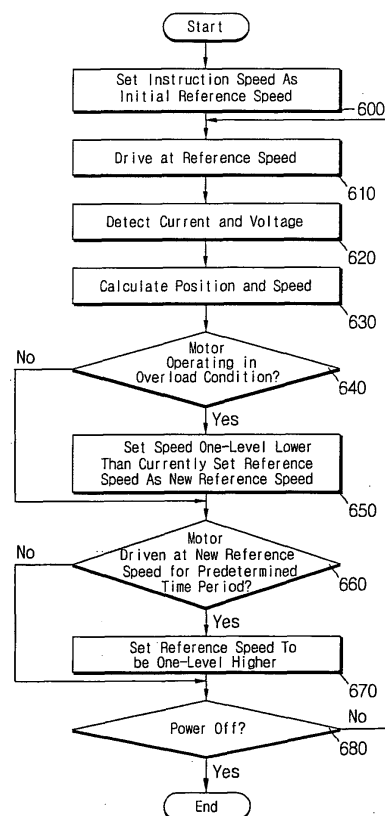 Start
Set Instruction Speed As
Initial Reference Speed
600
Drive at Reference Speed
610
Detect Current and Voltage
620
Calculate Position and Speed
630
No
Motor
Operating in
Overload Condition?
640
Yes
Set Speed One-Level Lower
Than Currently Set Reference
Speed As New Reference Speed
650
No
Motor
Driven at New Reference
Speed for Predetermined
Time Period?
660
Yes
Set Reference Speed To
be One-Level Higher
670
Power Off?
No
680
Yes
End